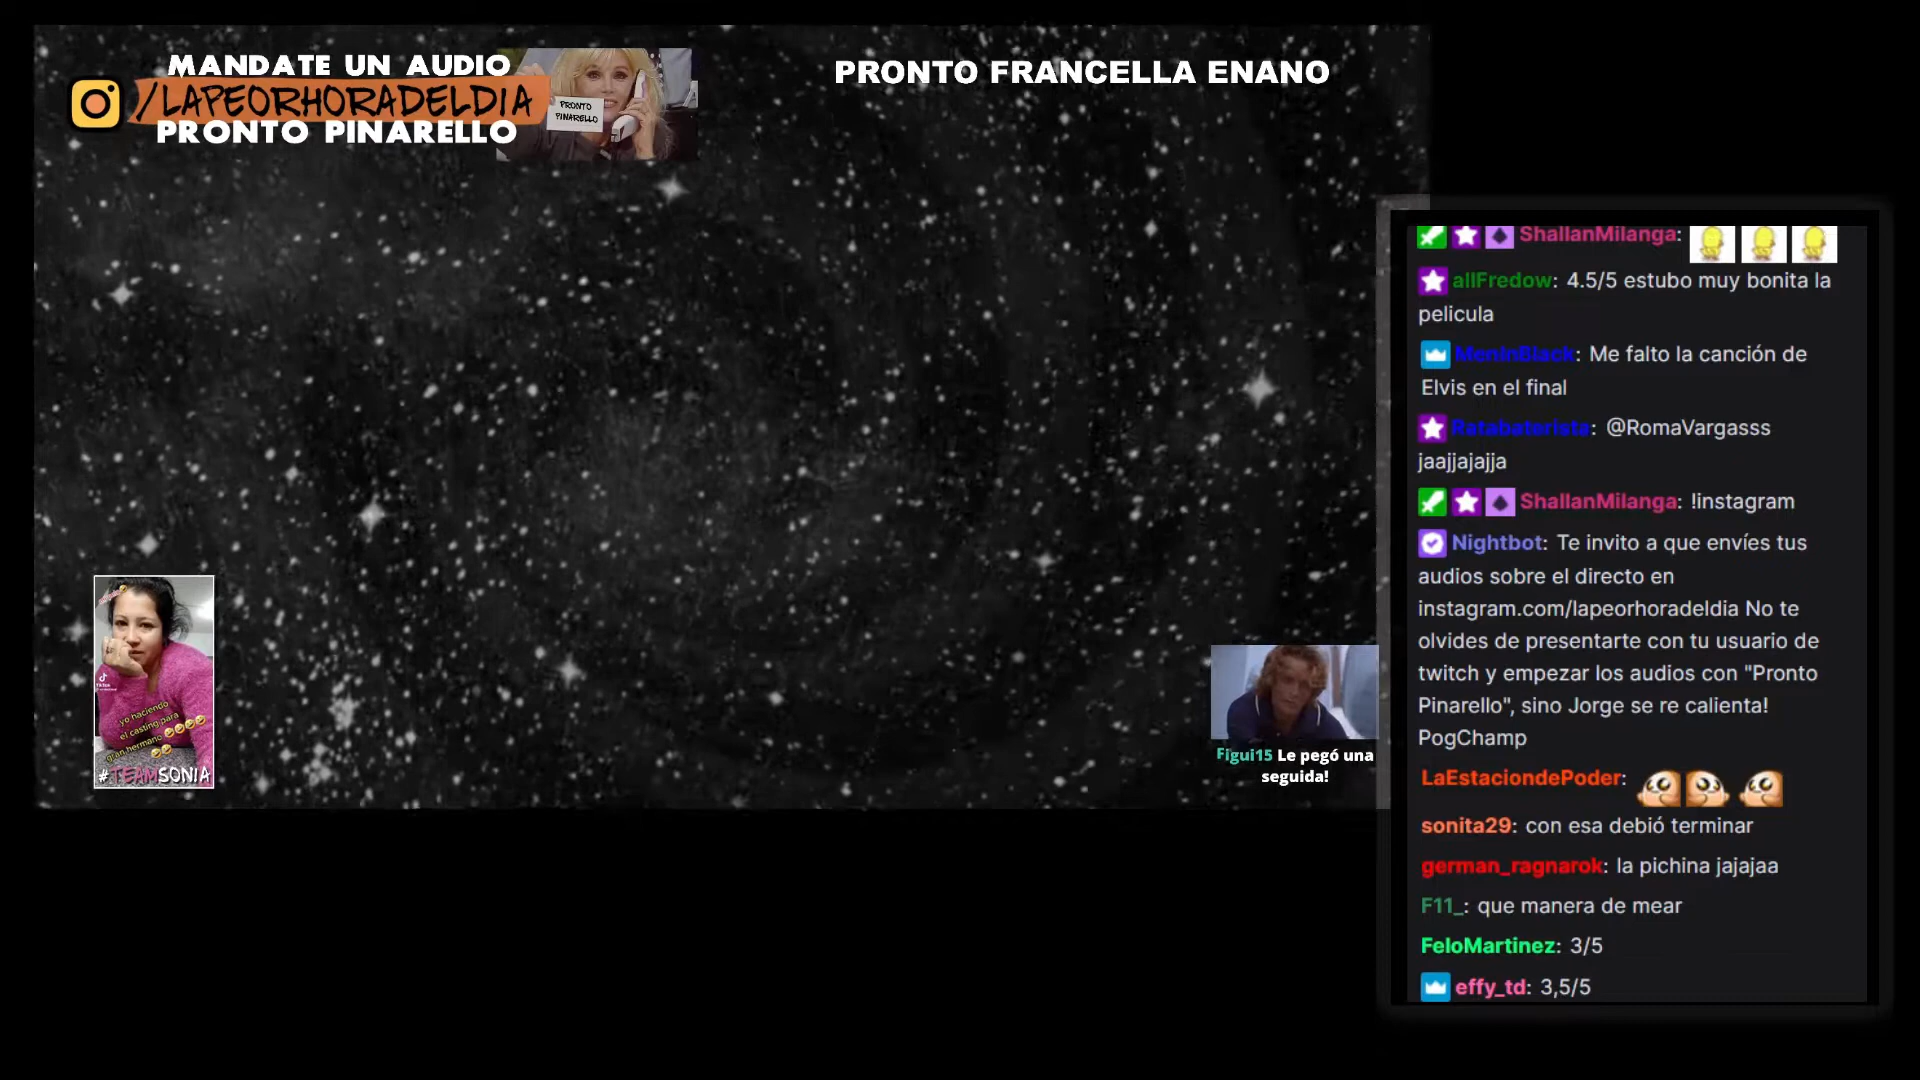 MANDATE UN AUDIO
/LAPEORHORADELDIA
PRONTO PINARELLO
PRONTO
PINARELLO
PRONTO FRANCELLA ENANO
ShallanMilanga:
allFredow: 4.5/5 estubo muy bonita la
pelicula
MenInBlack: Me falto la canción de
Elvis en el final
Ratabaterista: @RomaVargasss
jaajjajajja
ShallanMilanga: !instagram
Nightbot: Te invito a que envíes tus
audios sobre el directo en
instagram.com/lapeorhoradeldia No te
olvides de presentarte con tu usuario de
twitch y empezar los audios con "Pronto
Pinarello", sino Jorge se re calienta!
PogChamp
LaEstaciondePoder:
sonita29: con esa debió terminar
german_ragnarok: la pichina jajajaa
F11_: que manera de mear
FeloMartinez: 3/5
effy_td: 3,5/5
yo haciendo
el casting para
gran hermano
#TEAMSONIA
Figui15 Le pegó una
seguida!